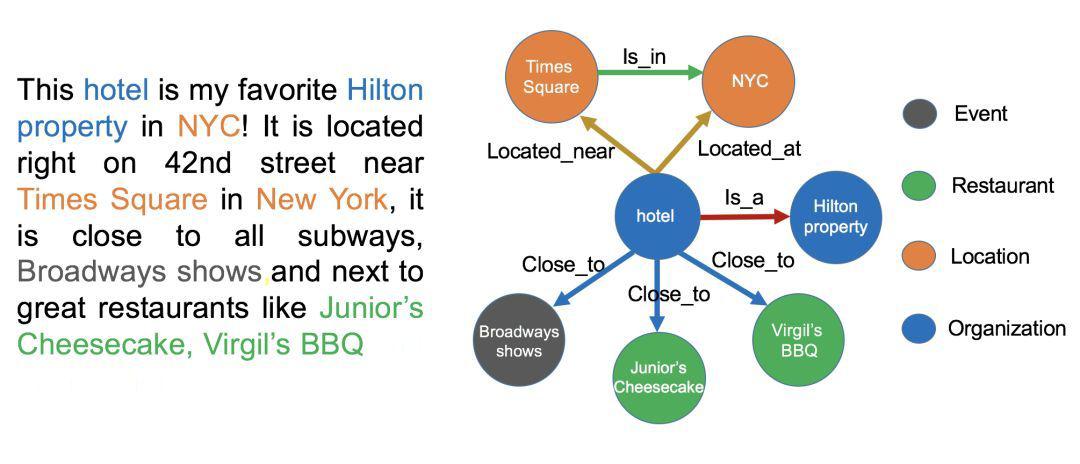 This hotel is my favorite Hilton
property in NYC! It is located
right on 42nd street near
Times Square in New York, it
is close to all subways,
Broadways shows,and next to
great restaurants like Junior's
Cheesecake, Virgil's BBQ
Times
Square
Is_in
NYC
Located_near
Located_at
hotel
Is_a
Hilton
property
Close_to
Close_to
Close_to
Broadways
shows
Junior's
Cheesecake
Virgil's
BBQ
Event
Restaurant
Location
Organization